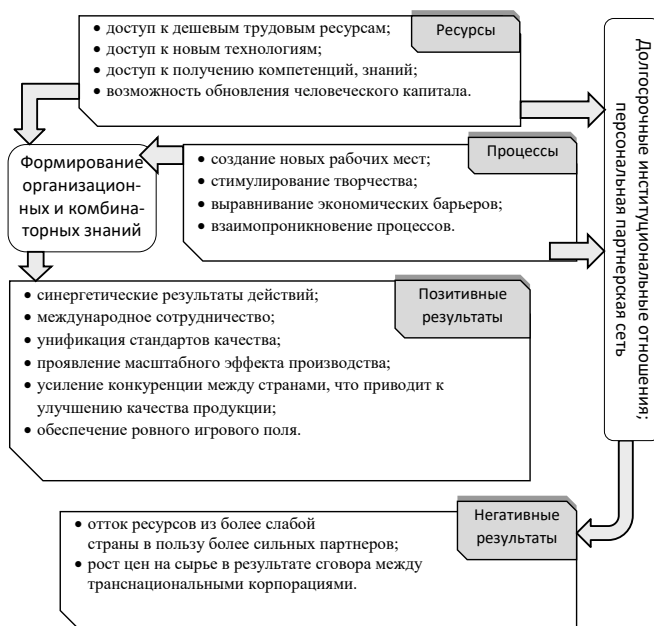 Ресурсы
• доступ к дешевым трудовым ресурсам;
• доступ к новым технологиям;
• доступ к получению компетенций, знаний;
• возможность обновления человеческого капитала.
Формирование
организацион-
ных и комбина-
торных знаний
Процессы
• создание новых рабочих мест;
• стимулирование творчества;
• выравнивание экономических барьеров;
• взаимопроникновение процессов.
Долгосрочные институциональные отношения;
персональная партнерская сеть
Позитивные
результаты
• синергетические результаты действий;
• международное сотрудничество;
• унификация стандартов качества;
• проявление масштабного эффекта производства;
• усиление конкуренции между странами, что приводит к
улучшению качества продукции;
• обеспечение ровного игрового поля.
Негативные
результаты
• отток ресурсов из более слабой
страны в пользу более сильных партнеров;
• рост цен на сырье в результате сговора между
транснациональными корпорациями.